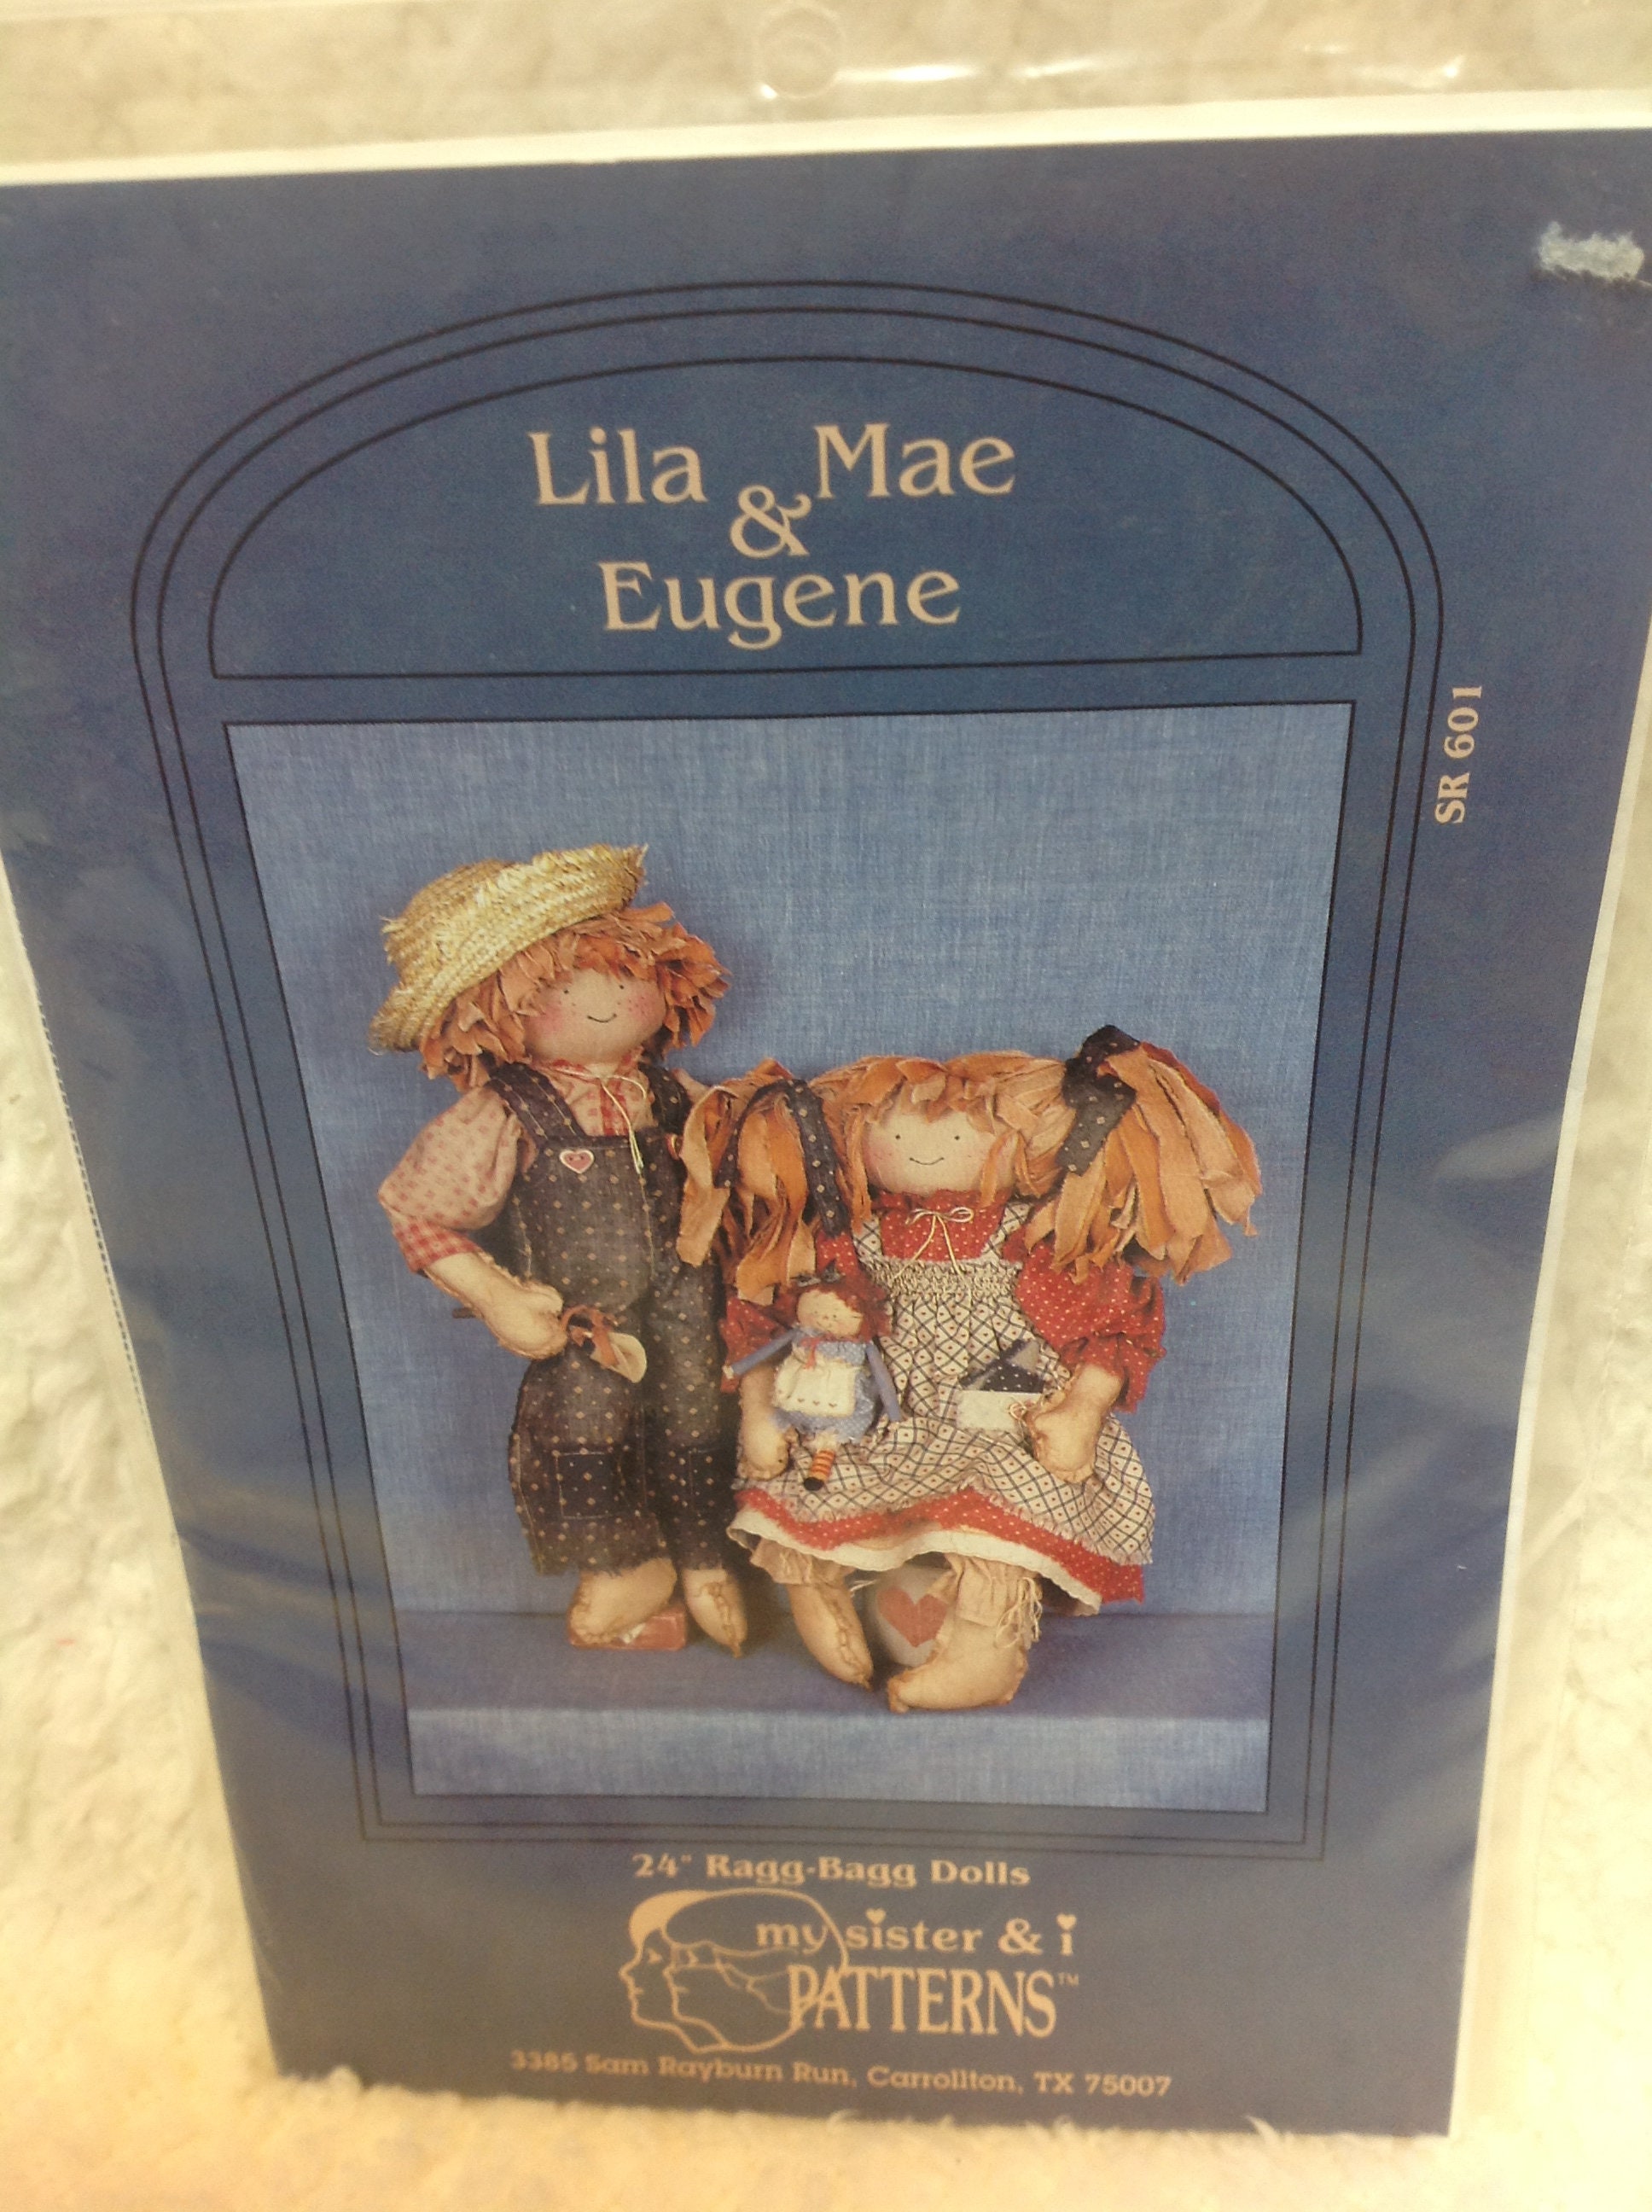 Lila Mae
&
Eugene
SR 601
24" Ragg-Bagg Dolls
my sister & i
PATTERNS™
3385 Sam Rayburn Run, Carrollton, TX 75007